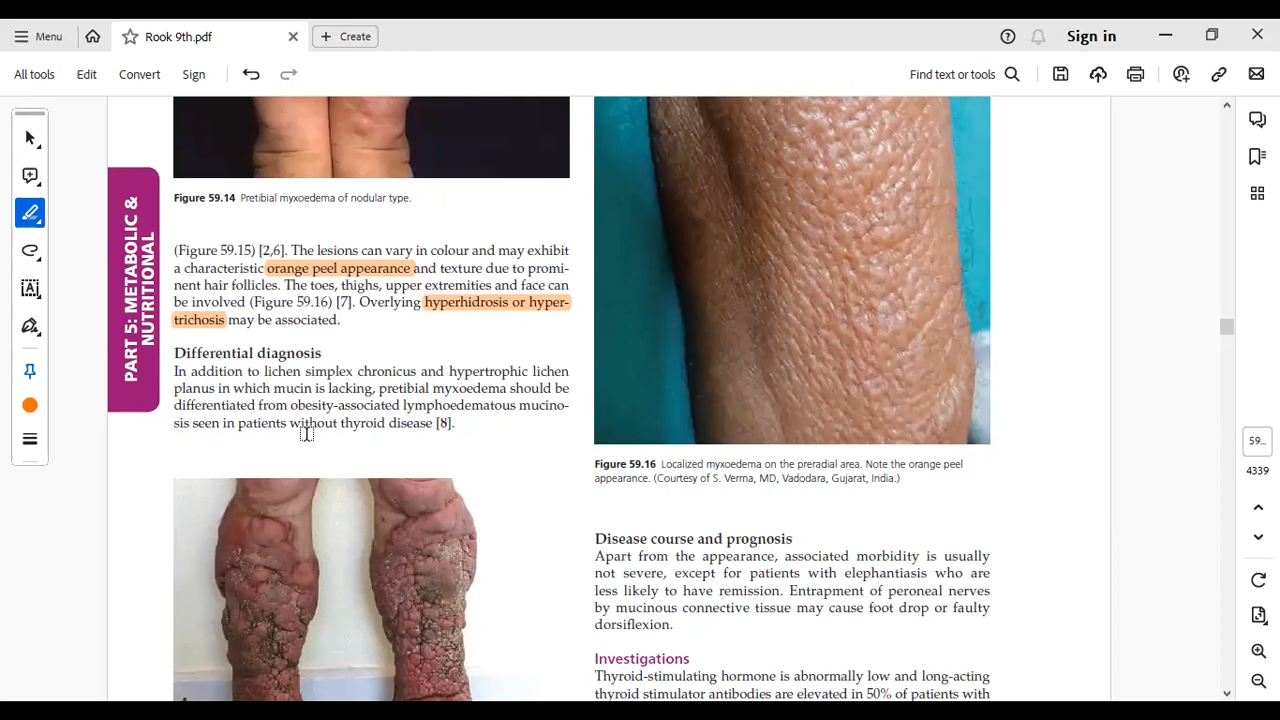 Menu
Rook 9th.pdf
Create
Sign in
All tools
Edit
Convert
Sign
Find text or tools
PART 5: METABOLIC &
NUTRITIONAL
Figure 59.14 Pretibial myxoedema of nodular type.
(Figure 59.15) [2,6]. The lesions can vary in colour and may exhibit
a characteristic orange peel appearance and texture due to promi-
nent hair follicles. The toes, thighs, upper extremities and face can
be involved (Figure 59.16) [7]. Overlying hyperhidrosis or hyper-
trichosis may be associated.
Differential diagnosis
In addition to lichen simplex chronicus and hypertrophic lichen
planus in which mucin is lacking, pretibial myxoedema should be
differentiated from obesity-associated lymphoedematous mucino-
sis seen in patients without thyroid disease [8].
Figure 59.16 Localized myxoedema on the preradial area. Note the orange peel
appearance. (Courtesy of S. Verma, MD, Vadodara, Gujarat, India.)
Disease course and prognosis
Apart from the appearance, associated morbidity is usually
not severe, except for patients with elephantiasis who are
less likely to have remission. Entrapment of peroneal nerves
by mucinous connective tissue may cause foot drop or faulty
dorsiflexion.
Investigations
Thyroid-stimulating hormone is abnormally low and long-acting
thyroid stimulator antibodies are elevated in 50% of patients with
59...
4339